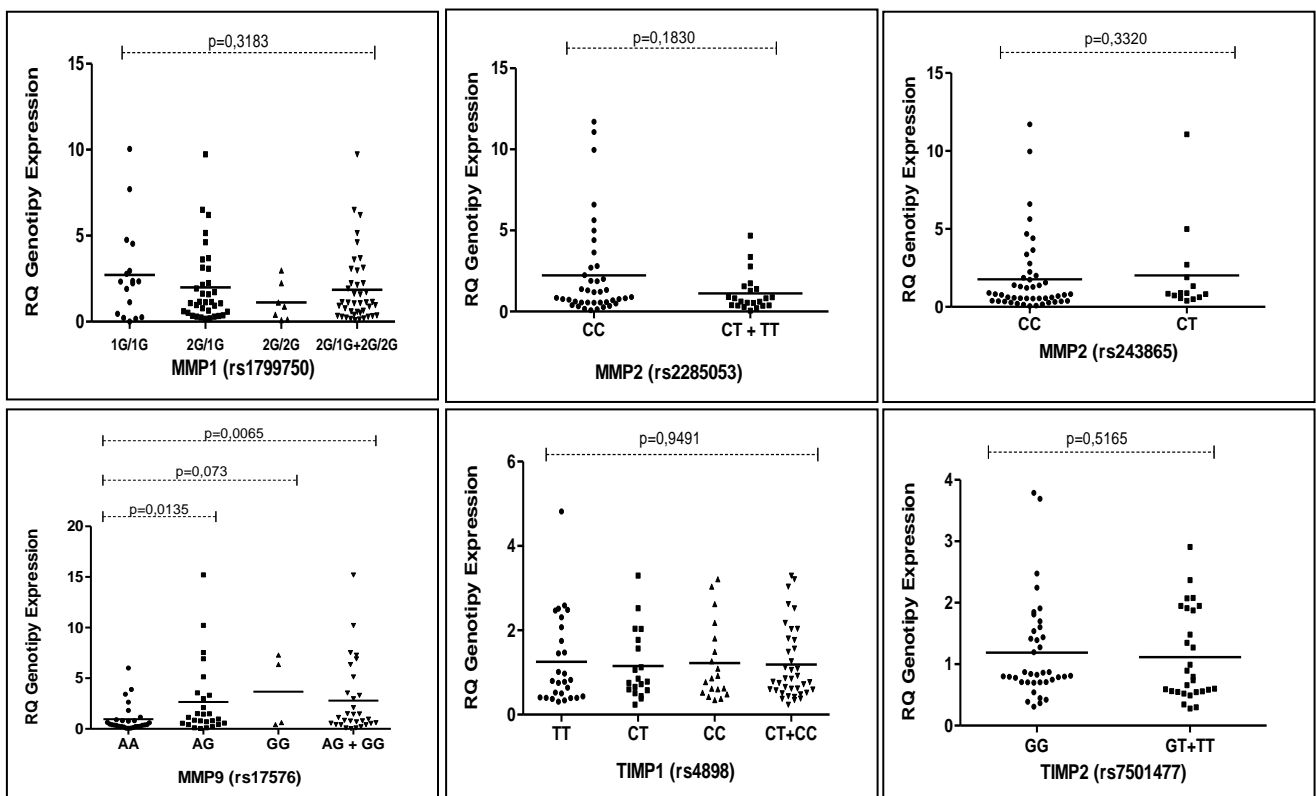 p=0,3183
RQ Genotipy Expression
15
10
5
0
1G/1G 2G/1G 2G/2G 2G/1G+2G/2G
MMP1 (rs1799750)
p=0,1830
RQ Genotipy Expression
15
10
5
0
CC CT + TT
MMP2 (rs2285053)
p=0,3320
RQ Genotipy Expression
15
10
5
0
CC CT
MMP2 (rs243865)
p=0,0065
p=0,073
p=0,0135
RQ Genotipy Expression
20
15
10
5
0
AA AG GG AG + GG
MMP9 (rs17576)
p=0,9491
RQ Genotipy Expression
6
4
2
0
TT CT CC CT+CC
TIMP1 (rs4898)
p=0,5165
RQ Genotipy Expression
4
3
2
1
0
GG GT+TT
TIMP2 (rs7501477)